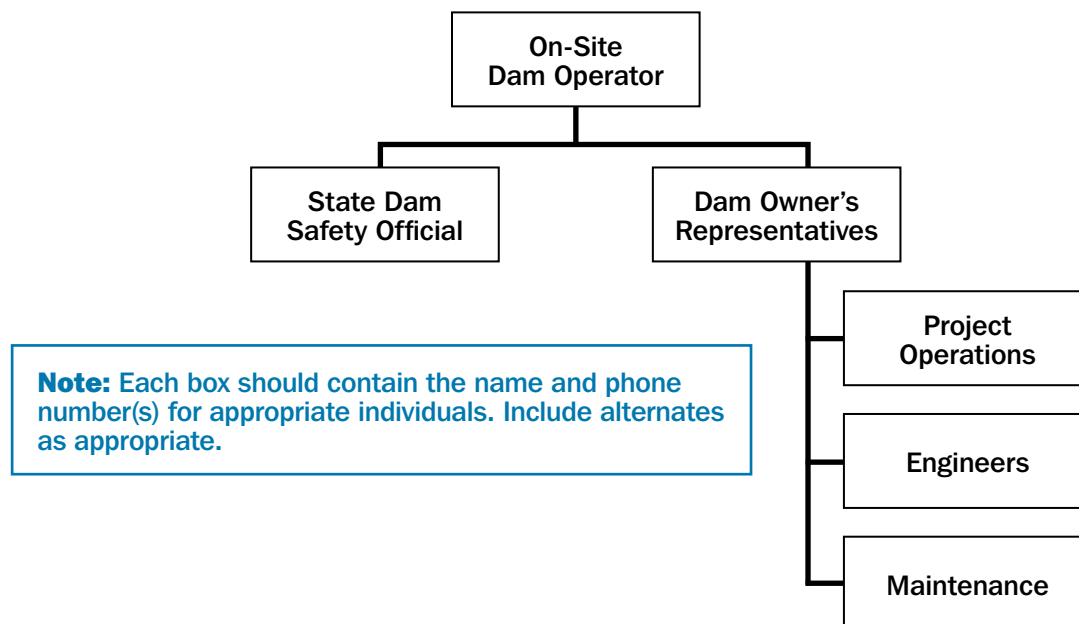 On-Site
Dam Operator
State Dam
Safety Official
Dam Owner's
Representatives
Project
Operations
Note: Each box should contain the name and phone
number(s) for appropriate individuals. Include alternates
as appropriate.
Engineers
Maintenance